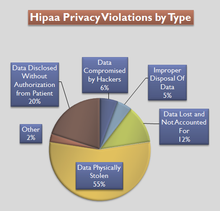 Hipaa Privacy Violations by Type
Data Disclosed
Without
Authorization
from Patient
20%
Data
Compromised
by Hackers
6%
Improper
Disposal Of
Data
5%
Data Lost and
Not Accounted
For
12%
Other
2%
Data Physically
Stolen
55%